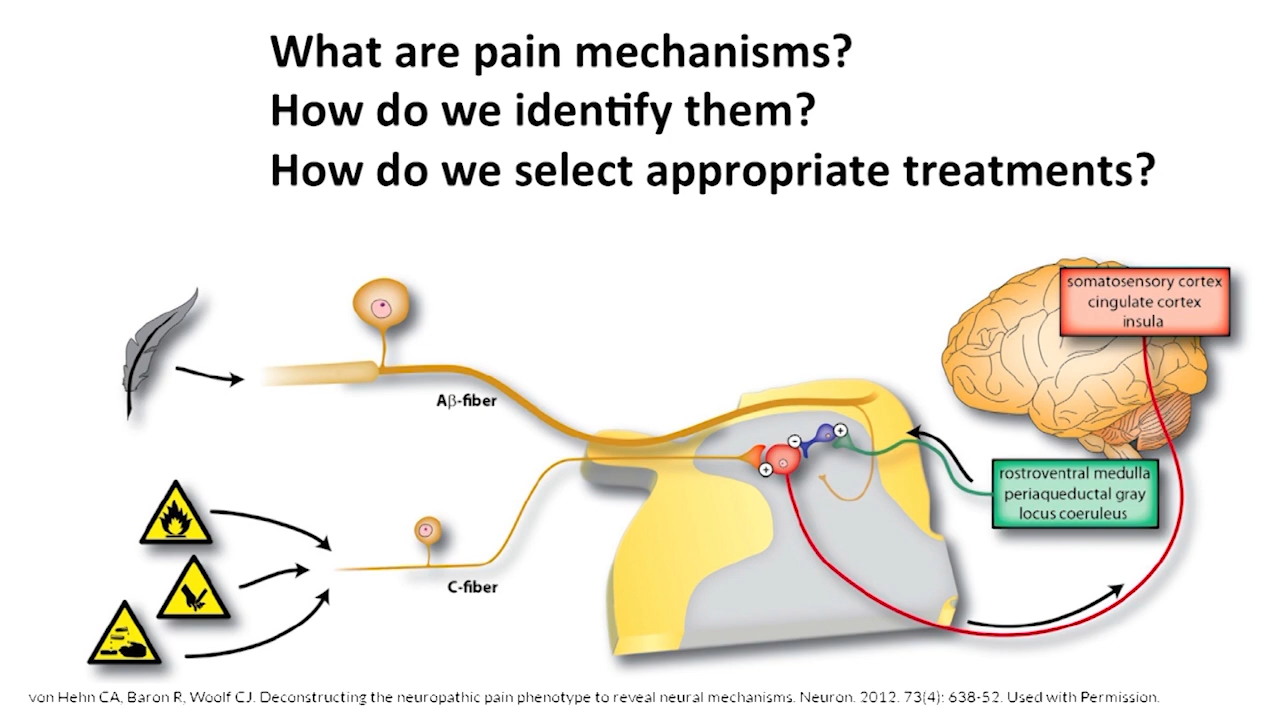 What are pain mechanisms?
How do we identify them?
How do we select appropriate treatments?
somatosensory cortex
cingulate cortex
insula
Aβ-fiber
+
-
+
rostroventral medulla
periaqueductal gray
locus coeruleus
C-fiber
von Hehn CA, Baron R, Woolf CJ. Deconstructing the neuropathic pain phenotype to reveal neural mechanisms. Neuron. 2012. 73(4): 638-52. Used with Permission.